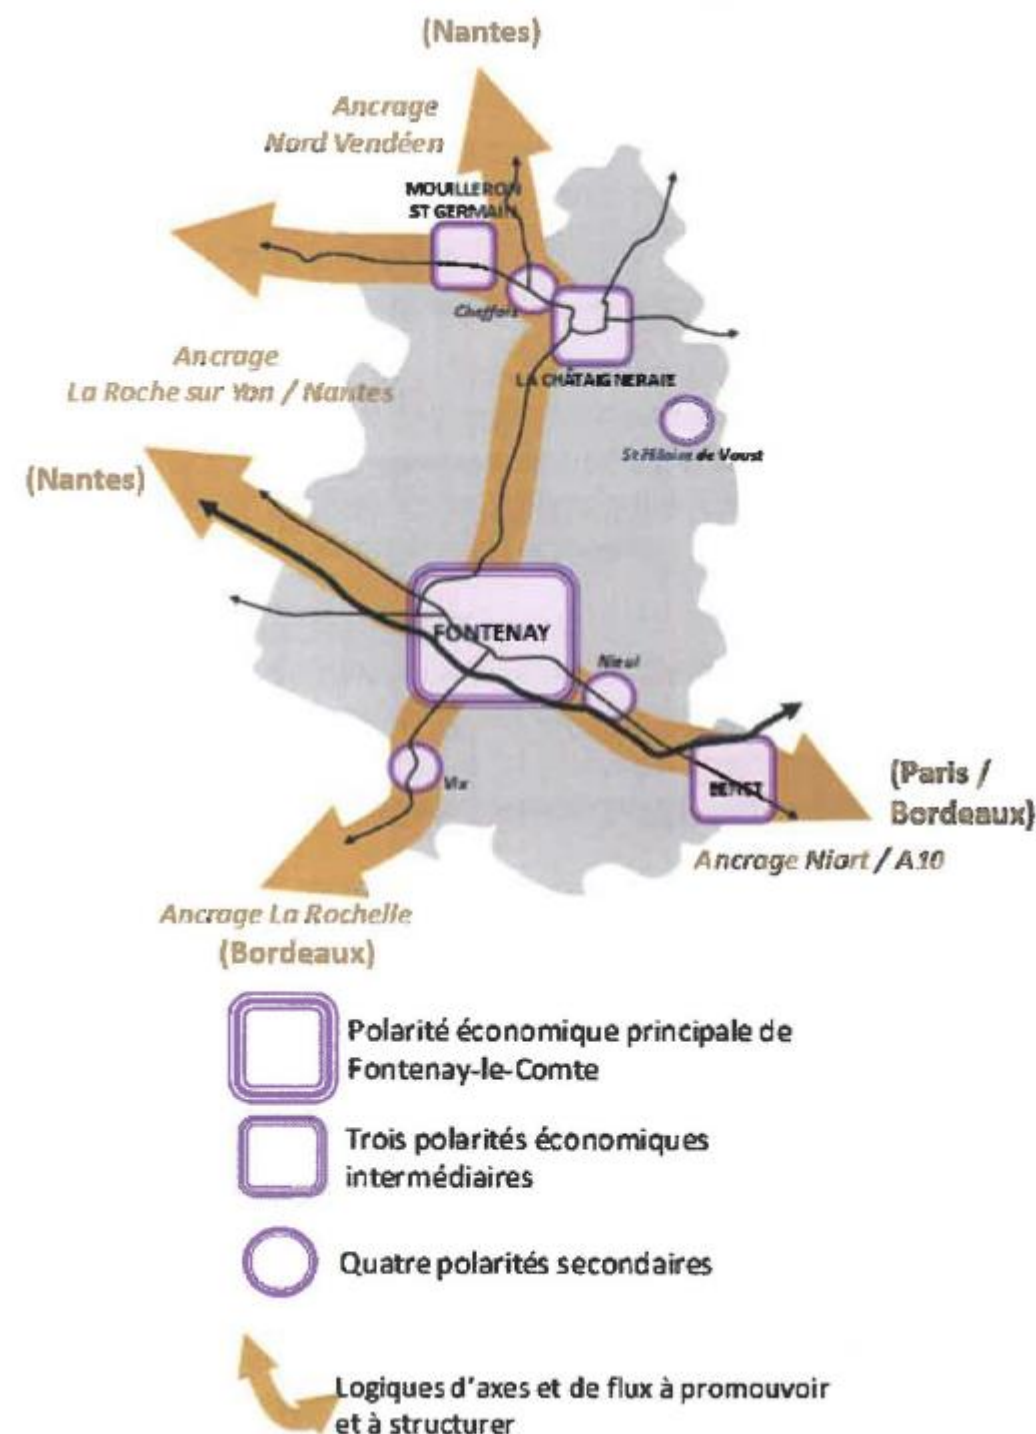 (Nantes)
Ancrage
Nord Vendéen
MOUILLERON
ST GERMAIN
Cheffois
Ancrage
La Roche sur Yon / Nantes
LA CHÂTAIGNERAIE
St Hilaire de Voust
(Nantes)
FONTENAY
Nieul
Vix
BENET
(Paris /
Bordeaux)
Ancrage Niort / A10
Ancrage La Rochelle
(Bordeaux)
Polarité économique principale de
Fontenay-le-Comte
Trois polarités économiques
intermédiaires
Quatre polarités secondaires
Logiques d'axes et de flux à promouvoir
et à structurer